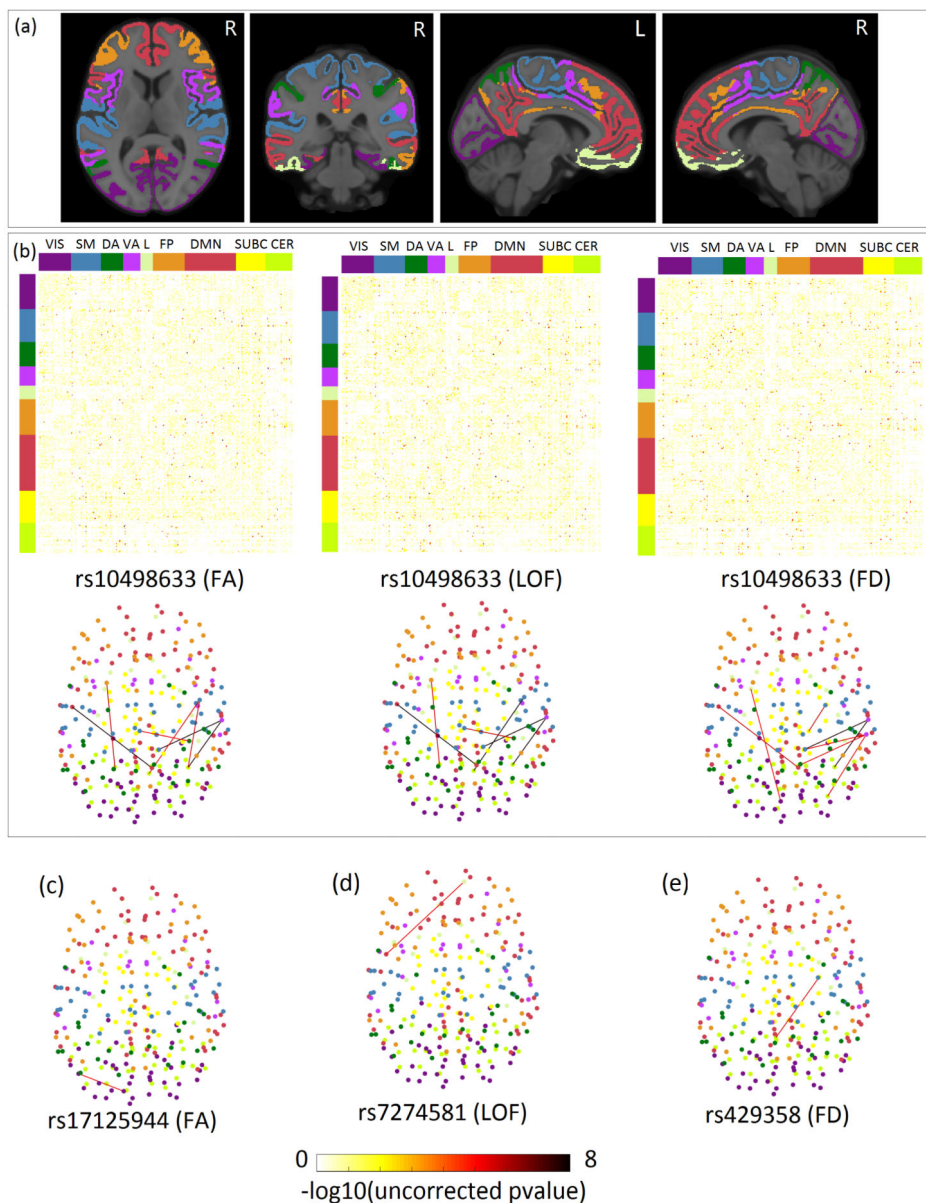 (a)
R
R
L
R
(b)
VIS SM DA VA L FP DMN SUBC CER
VIS SM DA VA L FP DMN SUBC CER
VIS SM DA VA L FP DMN SUBC CER
rs10498633 (FA)
rs10498633 (LOF)
rs10498633 (FD)
(c)
(d)
(e)
rs17125944 (FA)
rs7274581 (LOF)
rs429358 (FD)
0
8
-log10(uncorrected pvalue)